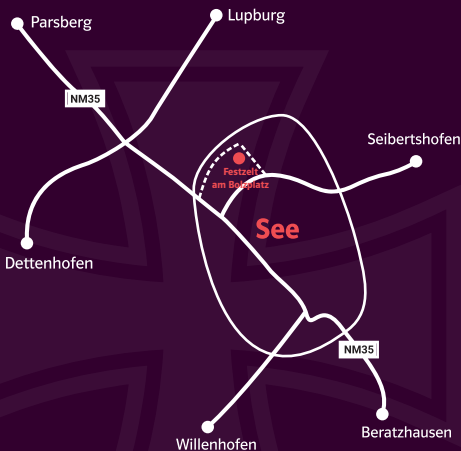 Parsberg
Lupburg
NM35
Seibertshofen
Festzelt
am Bolzplatz
See
Dettenhofen
NM35
Beratzhausen
Willenhofen